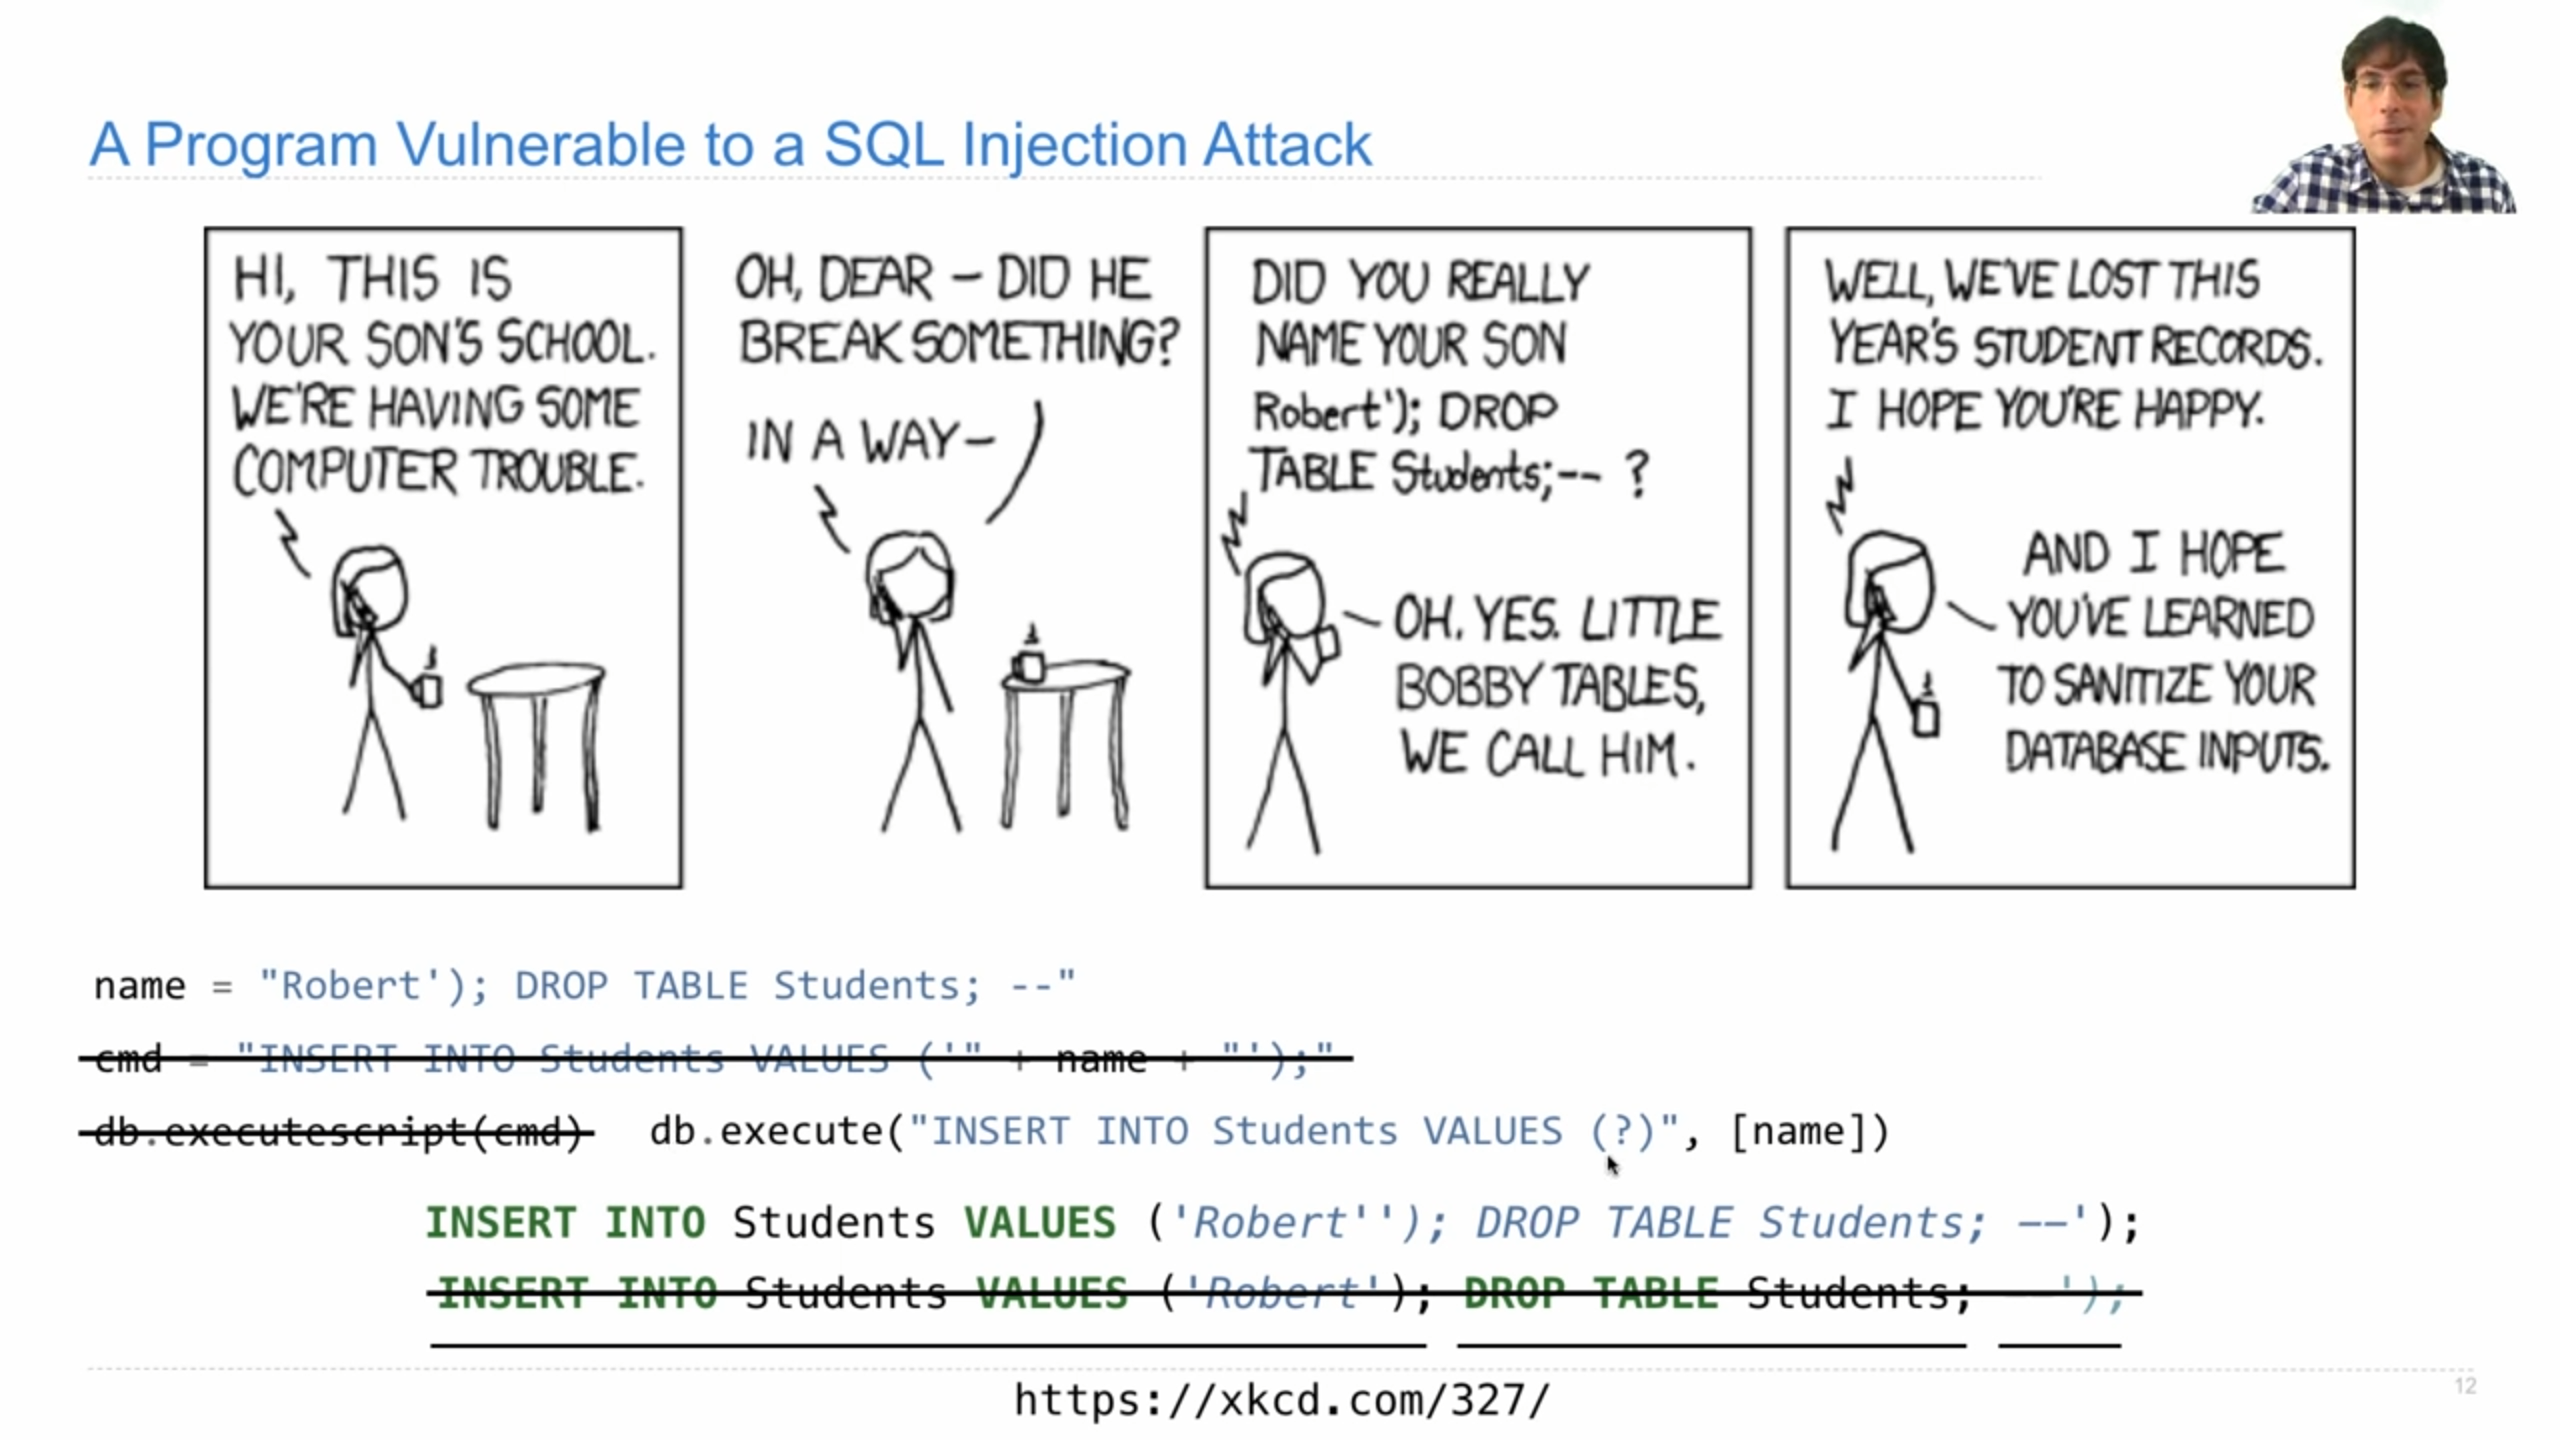 A Program Vulnerable to a SQL Injection Attack
HI, THIS IS
YOUR SON'S SCHOOL.
WE'RE HAVING SOME
COMPUTER TROUBLE.
OH, DEAR – DID HE
BREAK SOMETHING?
IN A WAY–
DID YOU REALLY
NAME YOUR SON
Robert'); DROP
TABLE Students;-- ?
OH, YES. LITTLE
BOBBY TABLES,
WE CALL HIM.
WELL, WE'VE LOST THIS
YEAR'S STUDENT RECORDS.
I HOPE YOU'RE HAPPY.
AND I HOPE
YOU'VE LEARNED
TO SANITIZE YOUR
DATABASE INPUTS.
name = "Robert'); DROP TABLE Students; --"
cmd = "INSERT INTO Students VALUES ('" + name + "');"
db.executescript(cmd) db.execute("INSERT INTO Students VALUES (?)", [name])
INSERT INTO Students VALUES ('Robert''); DROP TABLE Students; --');
INSERT INTO Students VALUES ('Robert'); DROP TABLE Students; --');
https://xkcd.com/327/
12